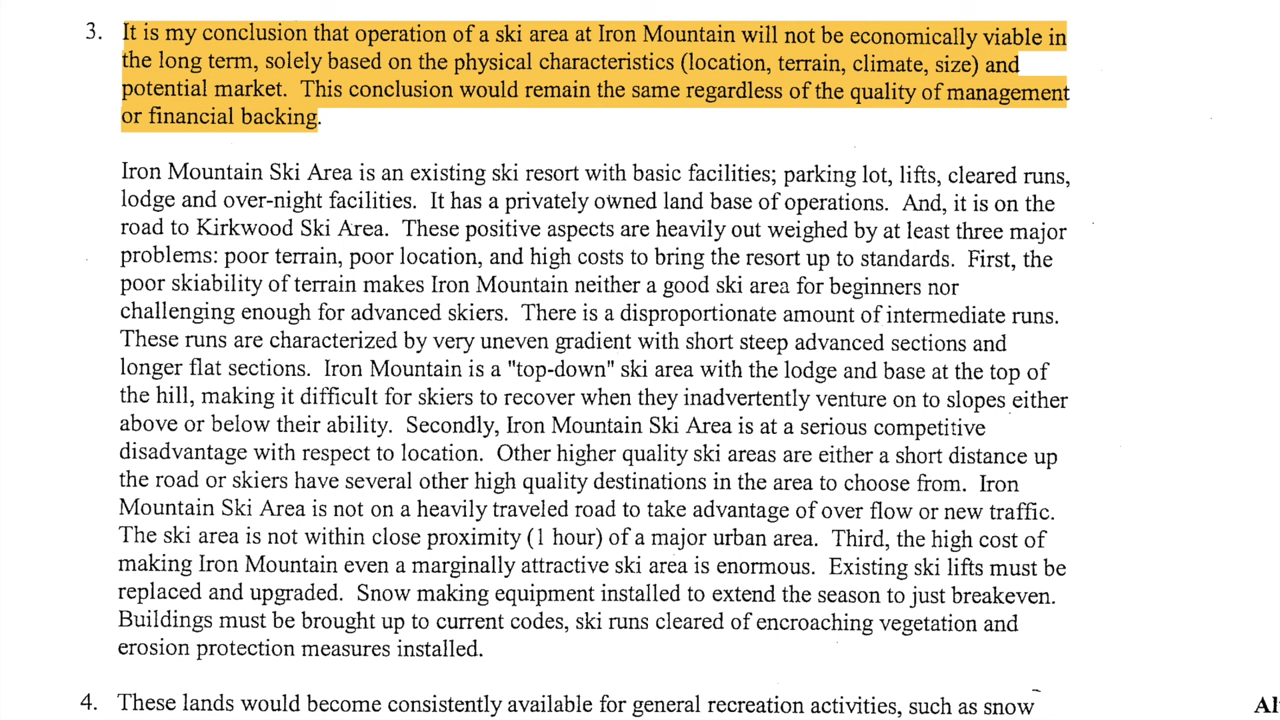 3. It is my conclusion that operation of a ski area at Iron Mountain will not be economically viable in
the long term, solely based on the physical characteristics (location, terrain, climate, size) and
potential market. This conclusion would remain the same regardless of the quality of management
or financial backing.
Iron Mountain Ski Area is an existing ski resort with basic facilities; parking lot, lifts, cleared runs,
lodge and over-night facilities. It has a privately owned land base of operations. And, it is on the
road to Kirkwood Ski Area. These positive aspects are heavily out weighed by at least three major
problems: poor terrain, poor location, and high costs to bring the resort up to standards. First, the
poor skiability of terrain makes Iron Mountain neither a good ski area for beginners nor
challenging enough for advanced skiers. There is a disproportionate amount of intermediate runs.
These runs are characterized by very uneven gradient with short steep advanced sections and
longer flat sections. Iron Mountain is a "top-down" ski area with the lodge and base at the top of
the hill, making it difficult for skiers to recover when they inadvertently venture on to slopes either
above or below their ability. Secondly, Iron Mountain Ski Area is at a serious competitive
disadvantage with respect to location. Other higher quality ski areas are either a short distance up
the road or skiers have several other high quality destinations in the area to choose from. Iron
Mountain Ski Area is not on a heavily traveled road to take advantage of over flow or new traffic.
The ski area is not within close proximity (1 hour) of a major urban area. Third, the high cost of
making Iron Mountain even a marginally attractive ski area is enormous. Existing ski lifts must be
replaced and upgraded. Snow making equipment installed to extend the season to just breakeven.
Buildings must be brought up to current codes, ski runs cleared of encroaching vegetation and
erosion protection measures installed.
4. These lands would become consistently available for general recreation activities, such as snow